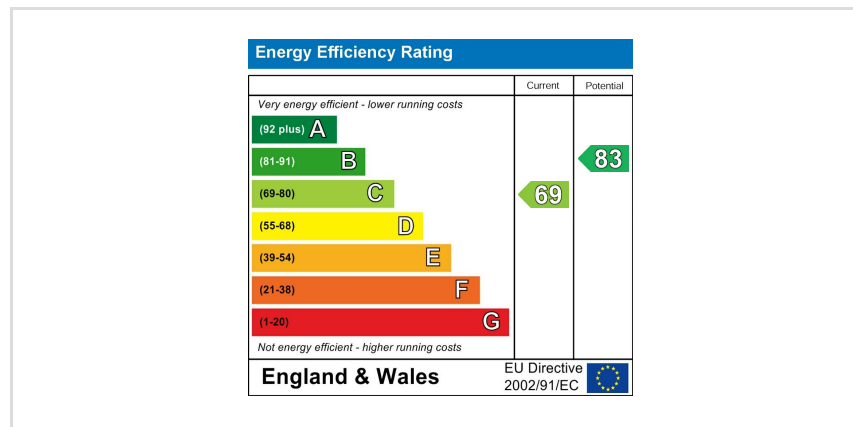 Energy Efficiency Rating
Current Potential
Very energy efficient - lower running costs
(92 plus) A
(81-91) B 83
(69-80) C 69
(55-68) D
(39-54) E
(21-38) F
(1-20) G
Not energy efficient - higher running costs
England & Wales
EU Directive
2002/91/EC